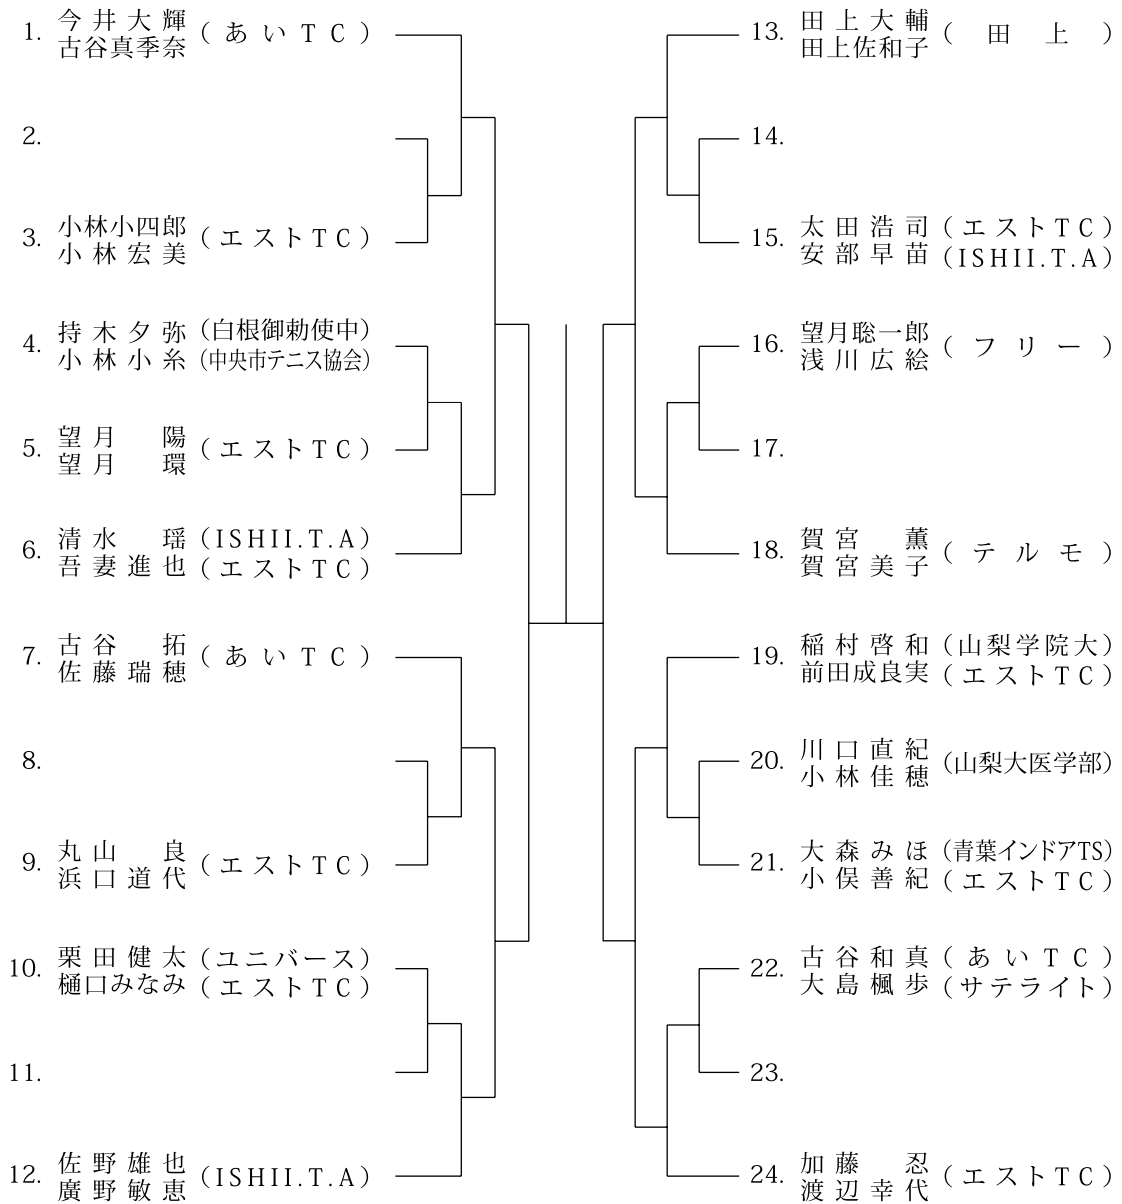 1. 今井大輝 (あいTC)
古谷真季奈
2.
3. 小林小四郎 (エストTC)
小林宏美
4. 持木夕弥 (白根御勅使中)
小林小糸 (中央市テニス協会)
5. 望月陽 (エストTC)
望月環
6. 清水瑶 (ISHII.T.A)
吾妻進也 (エストTC)
7. 古谷拓 (あいTC)
佐藤瑞穂
8.
9. 丸山良 (エストTC)
浜口道代
10. 栗田健太 (ユニバース)
樋口みなみ (エストTC)
11.
12. 佐野雄也 (ISHII.T.A)
廣野敏恵
13. 田上大輔 (田上)
田上佐和子
14.
15. 太田浩司 (エストTC)
安部早苗 (ISHII.T.A)
16. 望月聡一郎 (フリー)
浅川広絵
17.
18. 賀宮薫 (テルモ)
賀宮美子
19. 稲村啓和 (山梨学院大)
前田成良実 (エストTC)
20. 川口直紀 (山梨大医学部)
小林佳穂
21. 大森みほ (青葉インドアTS)
小俣善紀 (エストTC)
22. 古谷和真 (あいTC)
大島楓歩 (サテライト)
23.
24. 加藤忍 (エストTC)
渡辺幸代